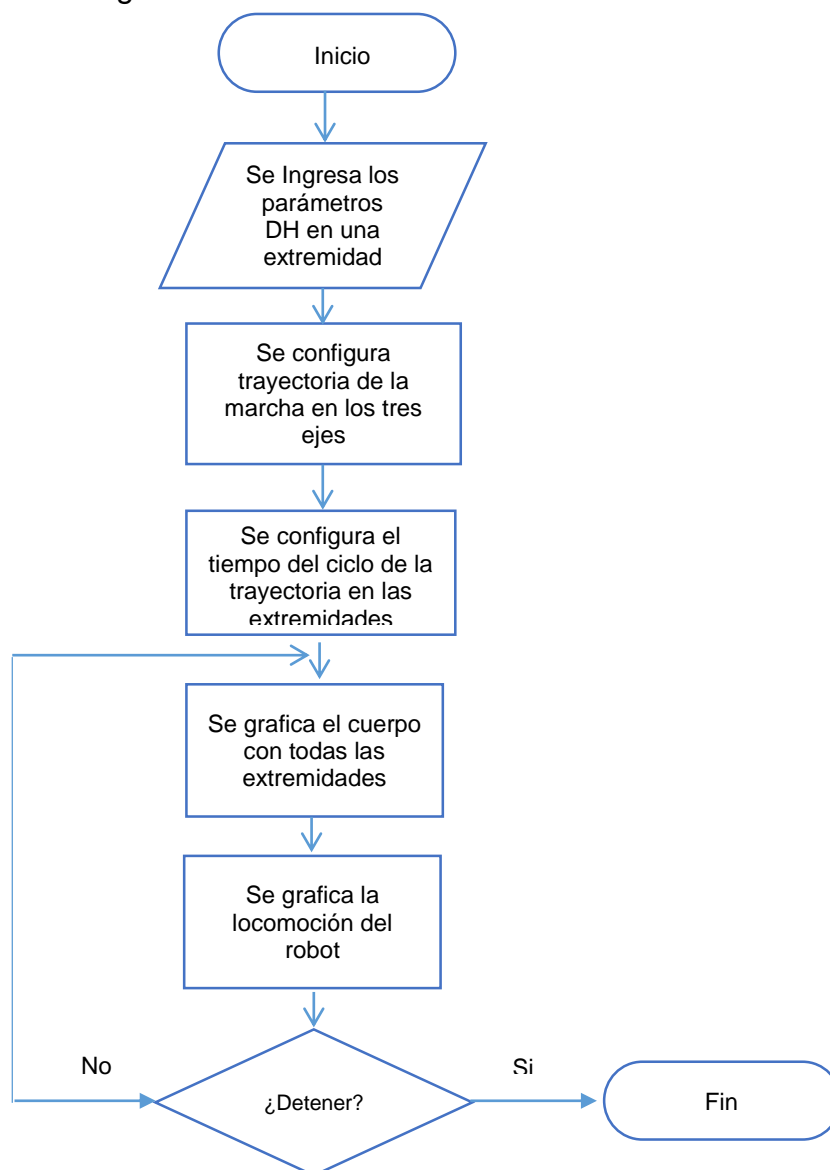 Inicio
Se Ingresa los
parámetros
DH en una
extremidad
Se configura
trayectoria de la
marcha en los tres
ejes
Se configura el
tiempo del ciclo de la
trayectoria en las
extremidades
Se grafica el cuerpo
con todas las
extremidades
Se grafica la
locomoción del
robot
No
¿Detener?
Si
Fin